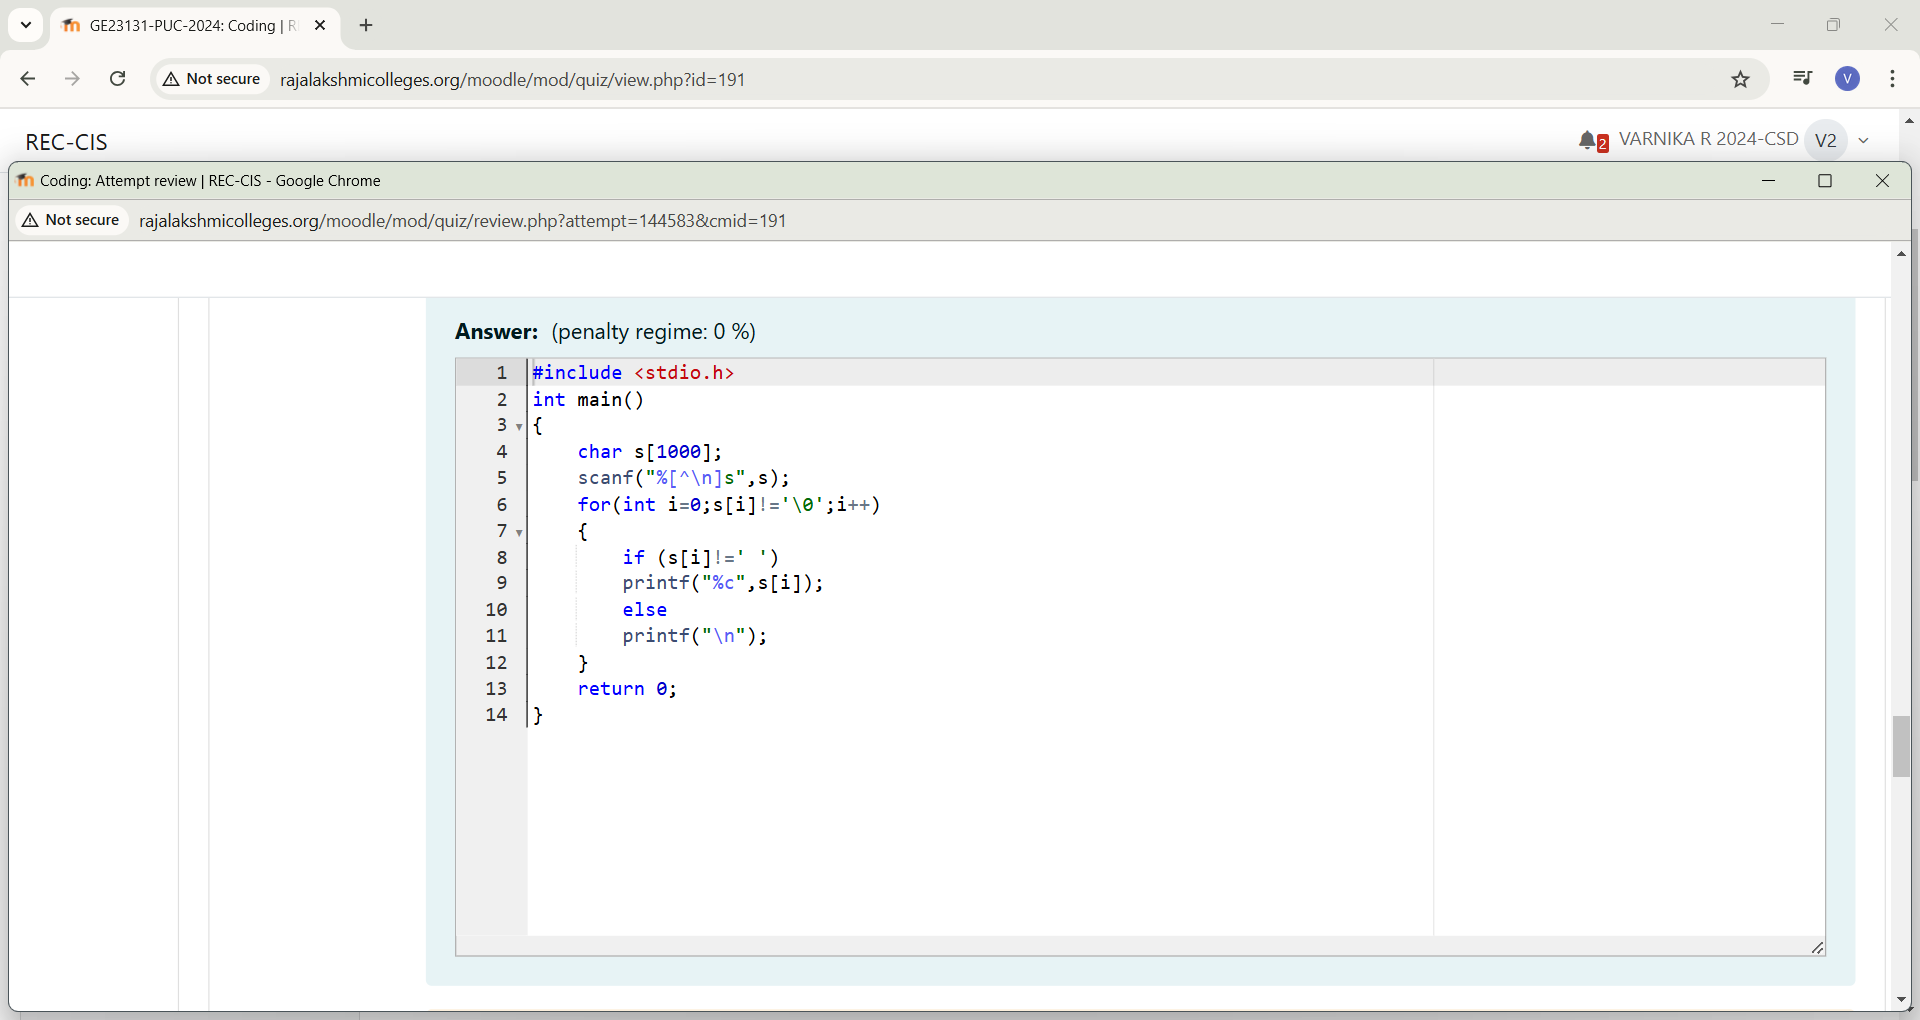 GE23131-PUC-2024: Coding | R
Not secure
rajalakshmicolleges.org/moodle/mod/quiz/view.php?id=191
V
REC-CIS
2
VARNIKA R 2024-CSD
V2
Coding: Attempt review | REC-CIS - Google Chrome
Not secure
rajalakshmicolleges.org/moodle/mod/quiz/review.php?attempt=144583&cmid=191
Answer: (penalty regime: 0 %)
1 #include <stdio.h>
2 int main()
3 {
4     char s[1000];
5     scanf("%[^\n]s",s);
6     for(int i=0;s[i]!='\0';i++)
7     {
8         if (s[i]!=' ')
9         printf("%c",s[i]);
10         else
11         printf("\n");
12     }
13     return 0;
14 }